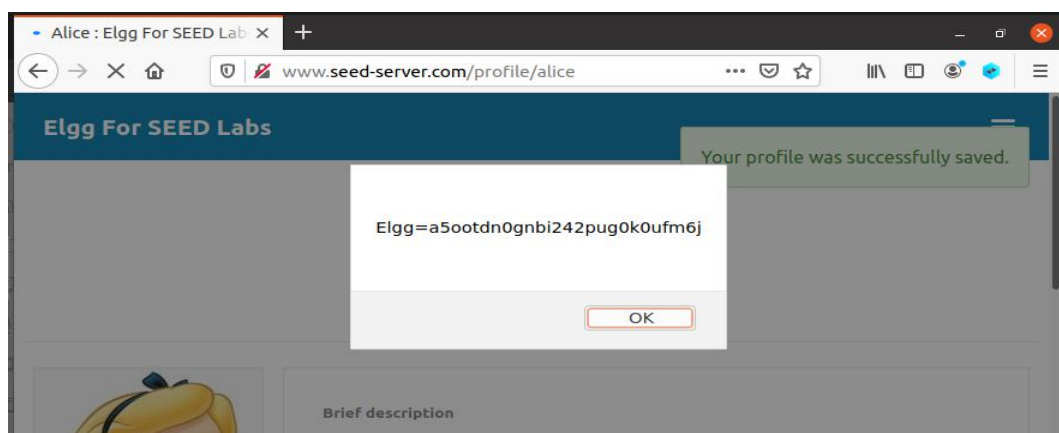 Alice : Elgg For SEED Lab
www.seed-server.com/profile/alice
Elgg For SEED Labs
Your profile was successfully saved.
Elgg=a5ootdn0gnbi242pug0k0ufm6j
OK
Brief description